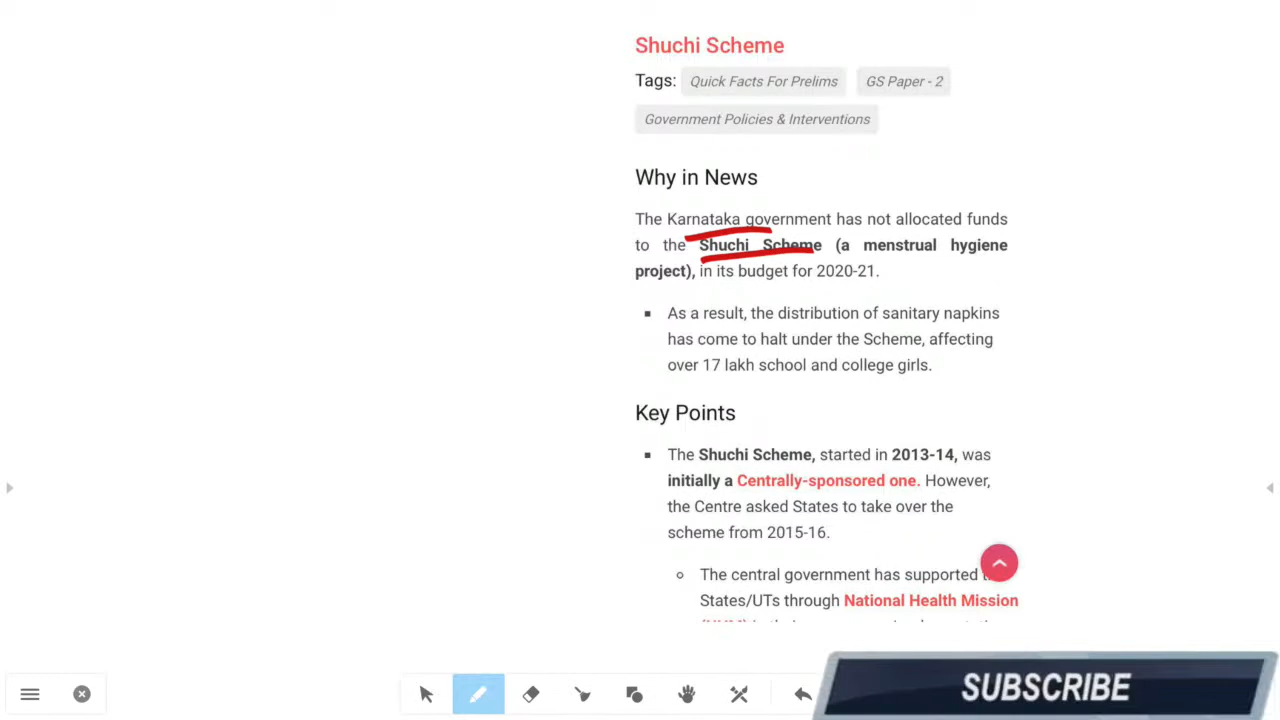 Shuchi Scheme
Tags: Quick Facts For Prelims GS Paper - 2
Government Policies & Interventions
Why in News
The Karnataka government has not allocated funds
to the Shuchi Scheme (a menstrual hygiene
project), in its budget for 2020-21.
▪ As a result, the distribution of sanitary napkins
has come to halt under the Scheme, affecting
over 17 lakh school and college girls.
Key Points
▪ The Shuchi Scheme, started in 2013-14, was
initially a Centrally-sponsored one. However,
the Centre asked States to take over the
scheme from 2015-16.
○ The central government has supported
States/UTs through National Health Mission
SUBSCRIBE